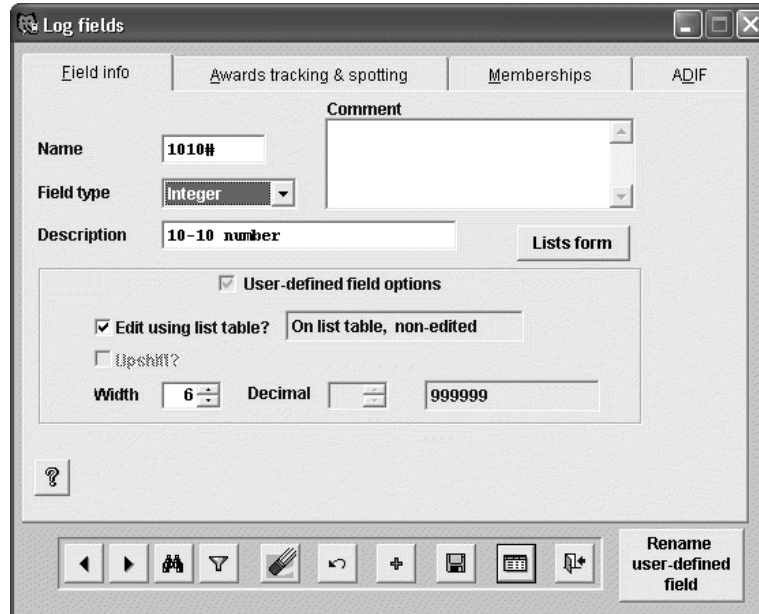 Log fields
Field info
Awards tracking & spotting
Memberships
ADIF
Comment
Name 1010#
Field type Integer
Description 10-10 number
Lists form
User-defined field options
Edit using list table? On list table, non-edited
Upshift?
Width 6 Decimal 999999
?
Rename
user-defined
field